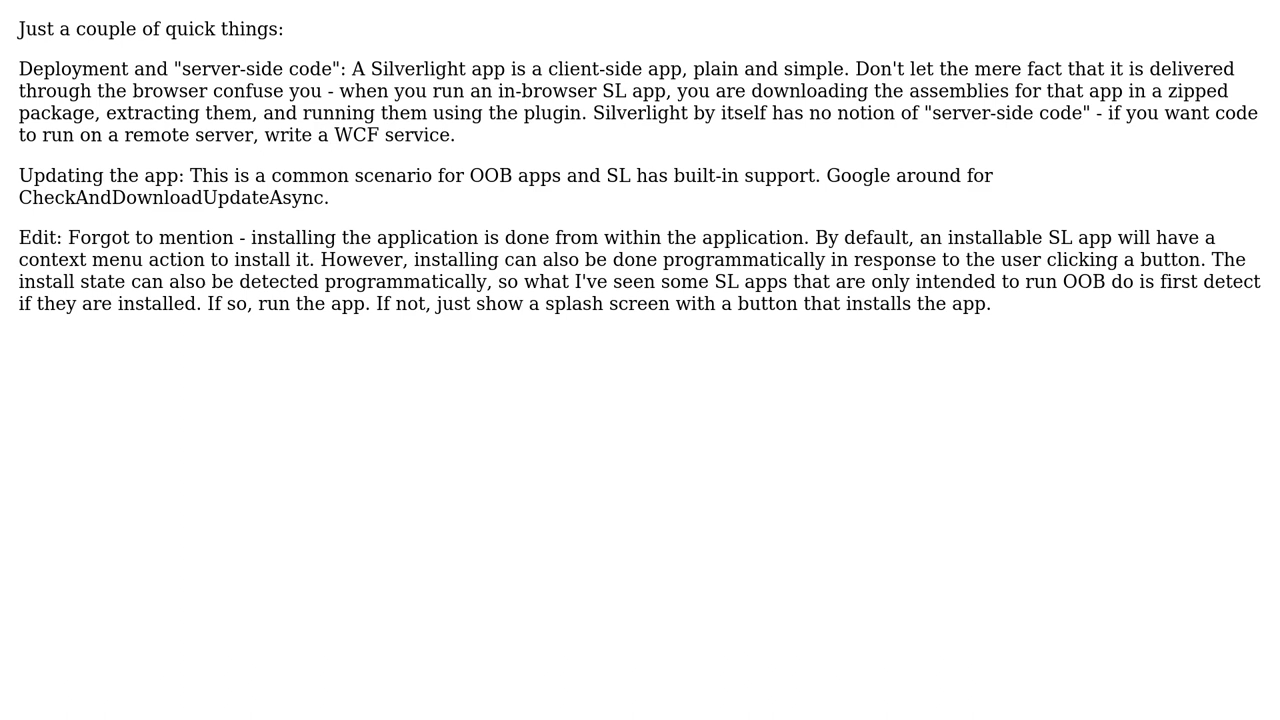 Just a couple of quick things:
Deployment and "server-side code": A Silverlight app is a client-side app, plain and simple. Don't let the mere fact that it is delivered
through the browser confuse you - when you run an in-browser SL app, you are downloading the assemblies for that app in a zipped
package, extracting them, and running them using the plugin. Silverlight by itself has no notion of "server-side code" - if you want code
to run on a remote server, write a WCF service.
Updating the app: This is a common scenario for OOB apps and SL has built-in support. Google around for
CheckAndDownloadUpdateAsync.
Edit: Forgot to mention - installing the application is done from within the application. By default, an installable SL app will have a
context menu action to install it. However, installing can also be done programmatically in response to the user clicking a button. The
install state can also be detected programmatically, so what I've seen some SL apps that are only intended to run OOB do is first detect
if they are installed. If so, run the app. If not, just show a splash screen with a button that installs the app.